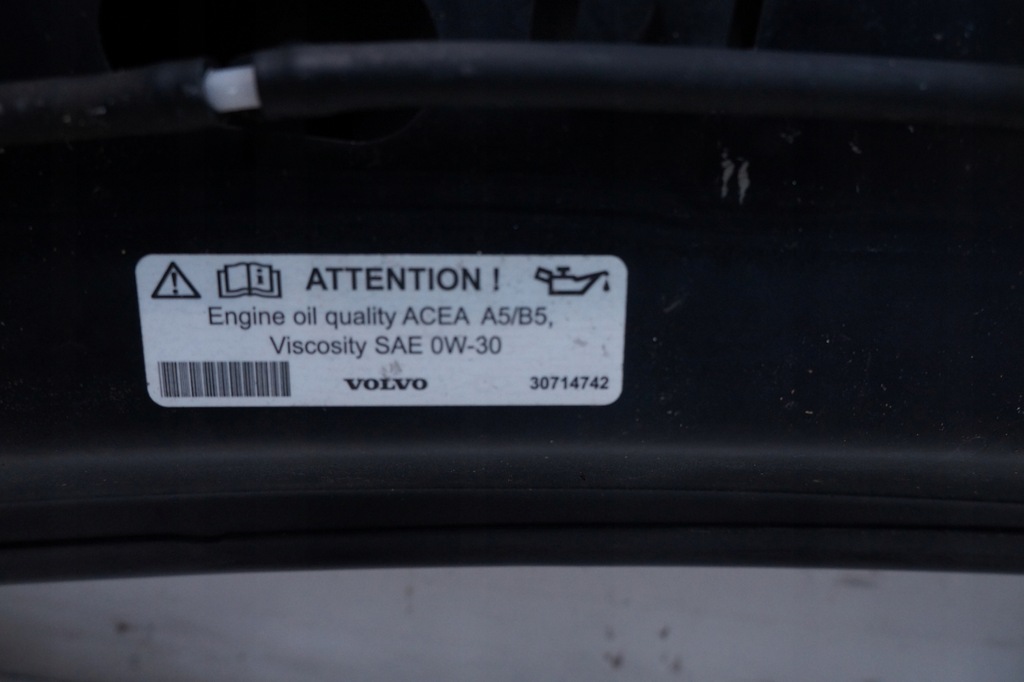 ATTENTION !
Engine oil quality ACEA A5/B5,
Viscosity SAE 0W-30
VOLVO 30714742